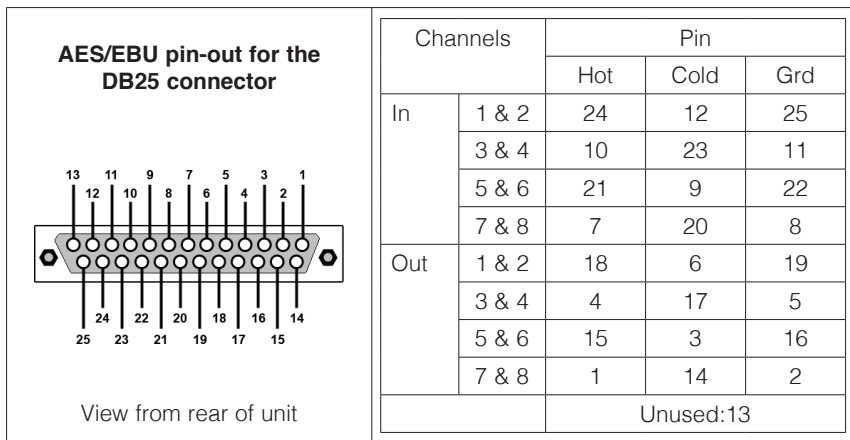 AES/EBU pin-out for the
DB25 connector
13 11 9 7 5 3 1
12 10 8 6 4 2
24 22 20 18 16 14
25 23 21 19 17 15
View from rear of unit
Channels Pin
Hot Cold Grd
In 1 & 2 24 12 25
3 & 4 10 23 11
5 & 6 21 9 22
7 & 8 7 20 8
Out 1 & 2 18 6 19
3 & 4 4 17 5
5 & 6 15 3 16
7 & 8 1 14 2
Unused:13